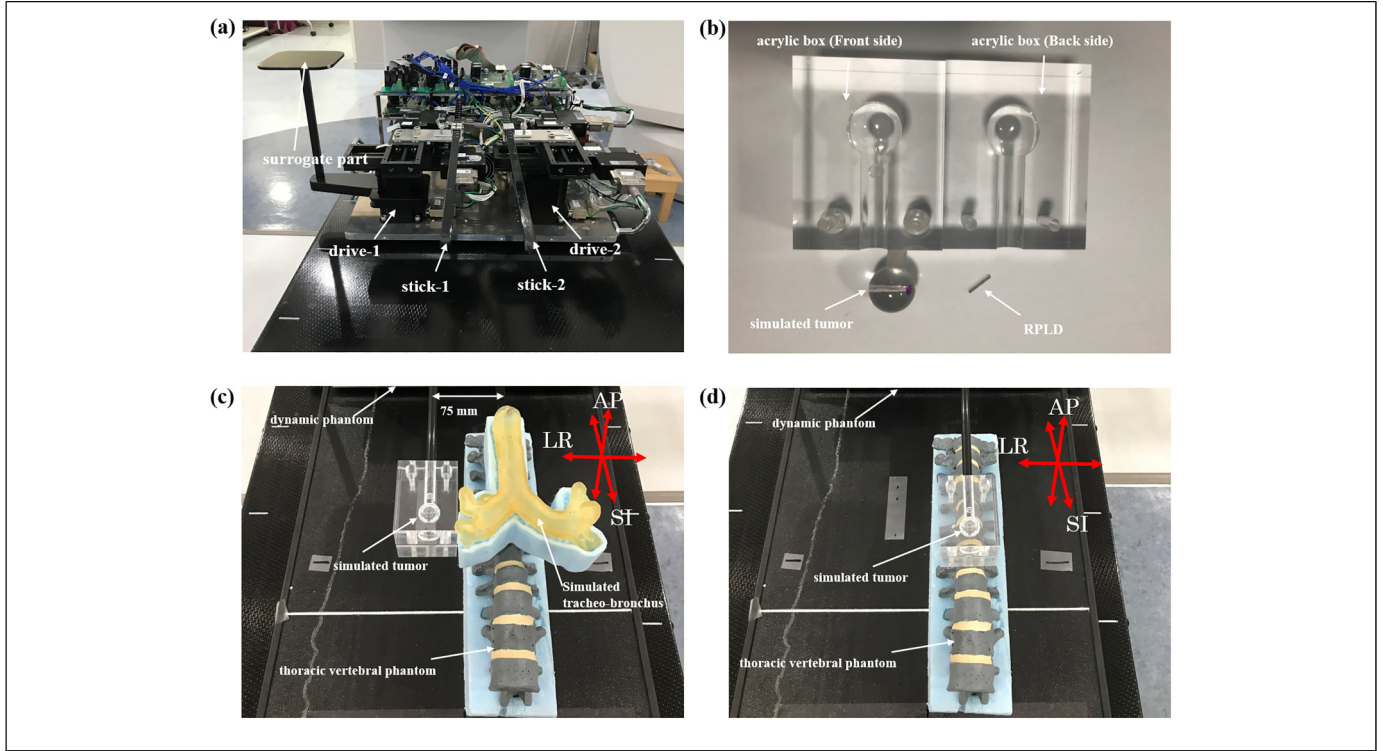 (a)
surrogate part
drive-1
drive-2
stick-1
stick-2
(b)
acrylic box (Front side)
acrylic box (Back side)
simulated tumor
RPLD
(c)
dynamic phantom
75 mm
AP
LR
SI
simulated tumor
Simulated
tracheo-bronchus
thoracic vertebral phantom
(d)
dynamic phantom
AP
LR
SI
simulated tumor
thoracic vertebral phantom